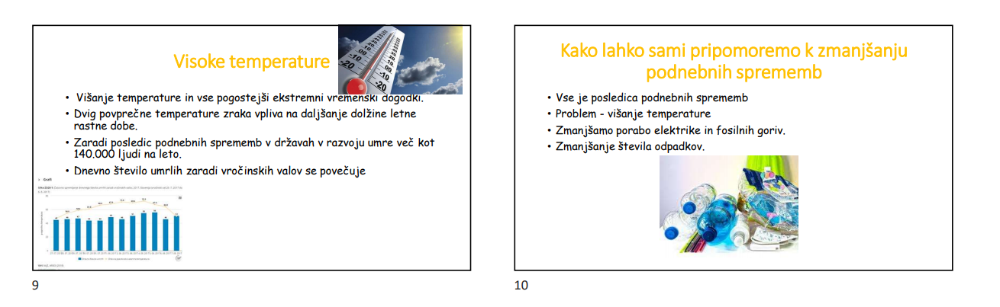 Visoke temperature
• Višanje temperature in vse pogostejši ekstremni vremenski dogodki.
• Dvig povprečne temperature zraka vpliva na daljšanje dolžine letne
rastne dobe.
• Zaradi posledic podnebnih sprememb v državah v razvoju umre več kot
140.000 ljudi na leto.
• Dnevno število umrlih zaradi vročinskih valov se povečuje
Grafi
9
Kako lahko sami pripomoremo k zmanjšanju
podnebnih sprememb
• Vse je posledica podnebnih sprememb
• Problem - višanje temperature
• Zmanjšamo porabo elektrike in fosilnih goriv.
• Zmanjšanje števila odpadkov.
10